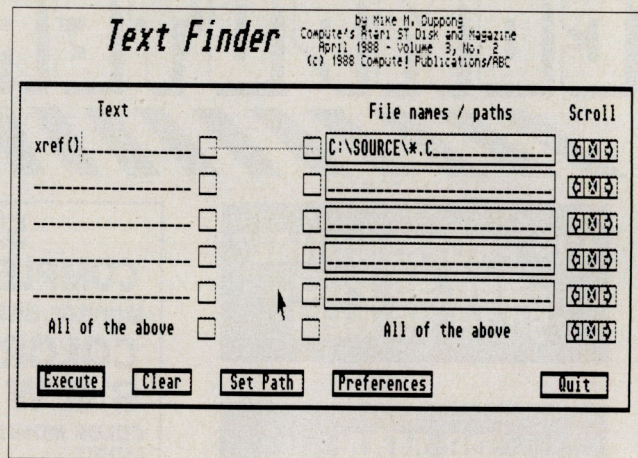 Text Finder
by Mike M. Duppong
Compute!'s Atari ST Disk and Magazine
April 1988 - Volume 3, No. 2
(c) 1988 Compute! Publications/ABC
Text File names / paths Scroll
xref() C:\SOURCE\*.C
All of the above All of the above
Execute Clear Set Path Preferences Quit